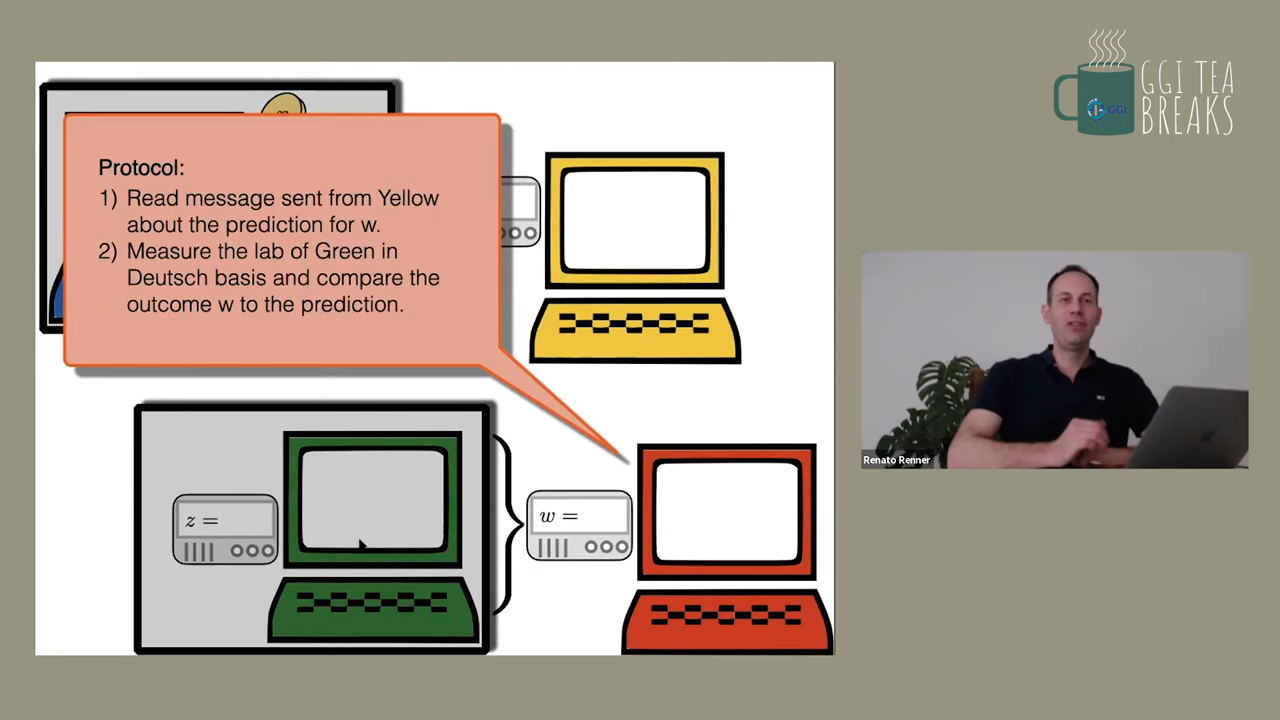 GGI TEA
BREAKS
GGI
Protocol:
1) Read message sent from Yellow
about the prediction for w.
2) Measure the lab of Green in
Deutsch basis and compare the
outcome w to the prediction.
z =
w =
Renato Renner